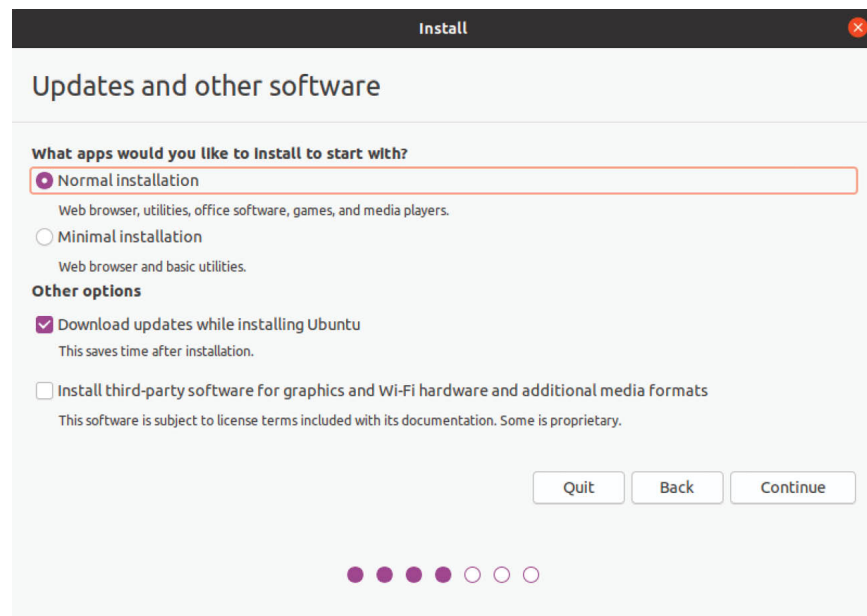 Install
Updates and other software
What apps would you like to install to start with?
Normal installation
Web browser, utilities, office software, games, and media players.
Minimal installation
Web browser and basic utilities.
Other options
Download updates while installing Ubuntu
This saves time after installation.
Install third-party software for graphics and Wi-Fi hardware and additional media formats
This software is subject to license terms included with its documentation. Some is proprietary.
Quit Back Continue